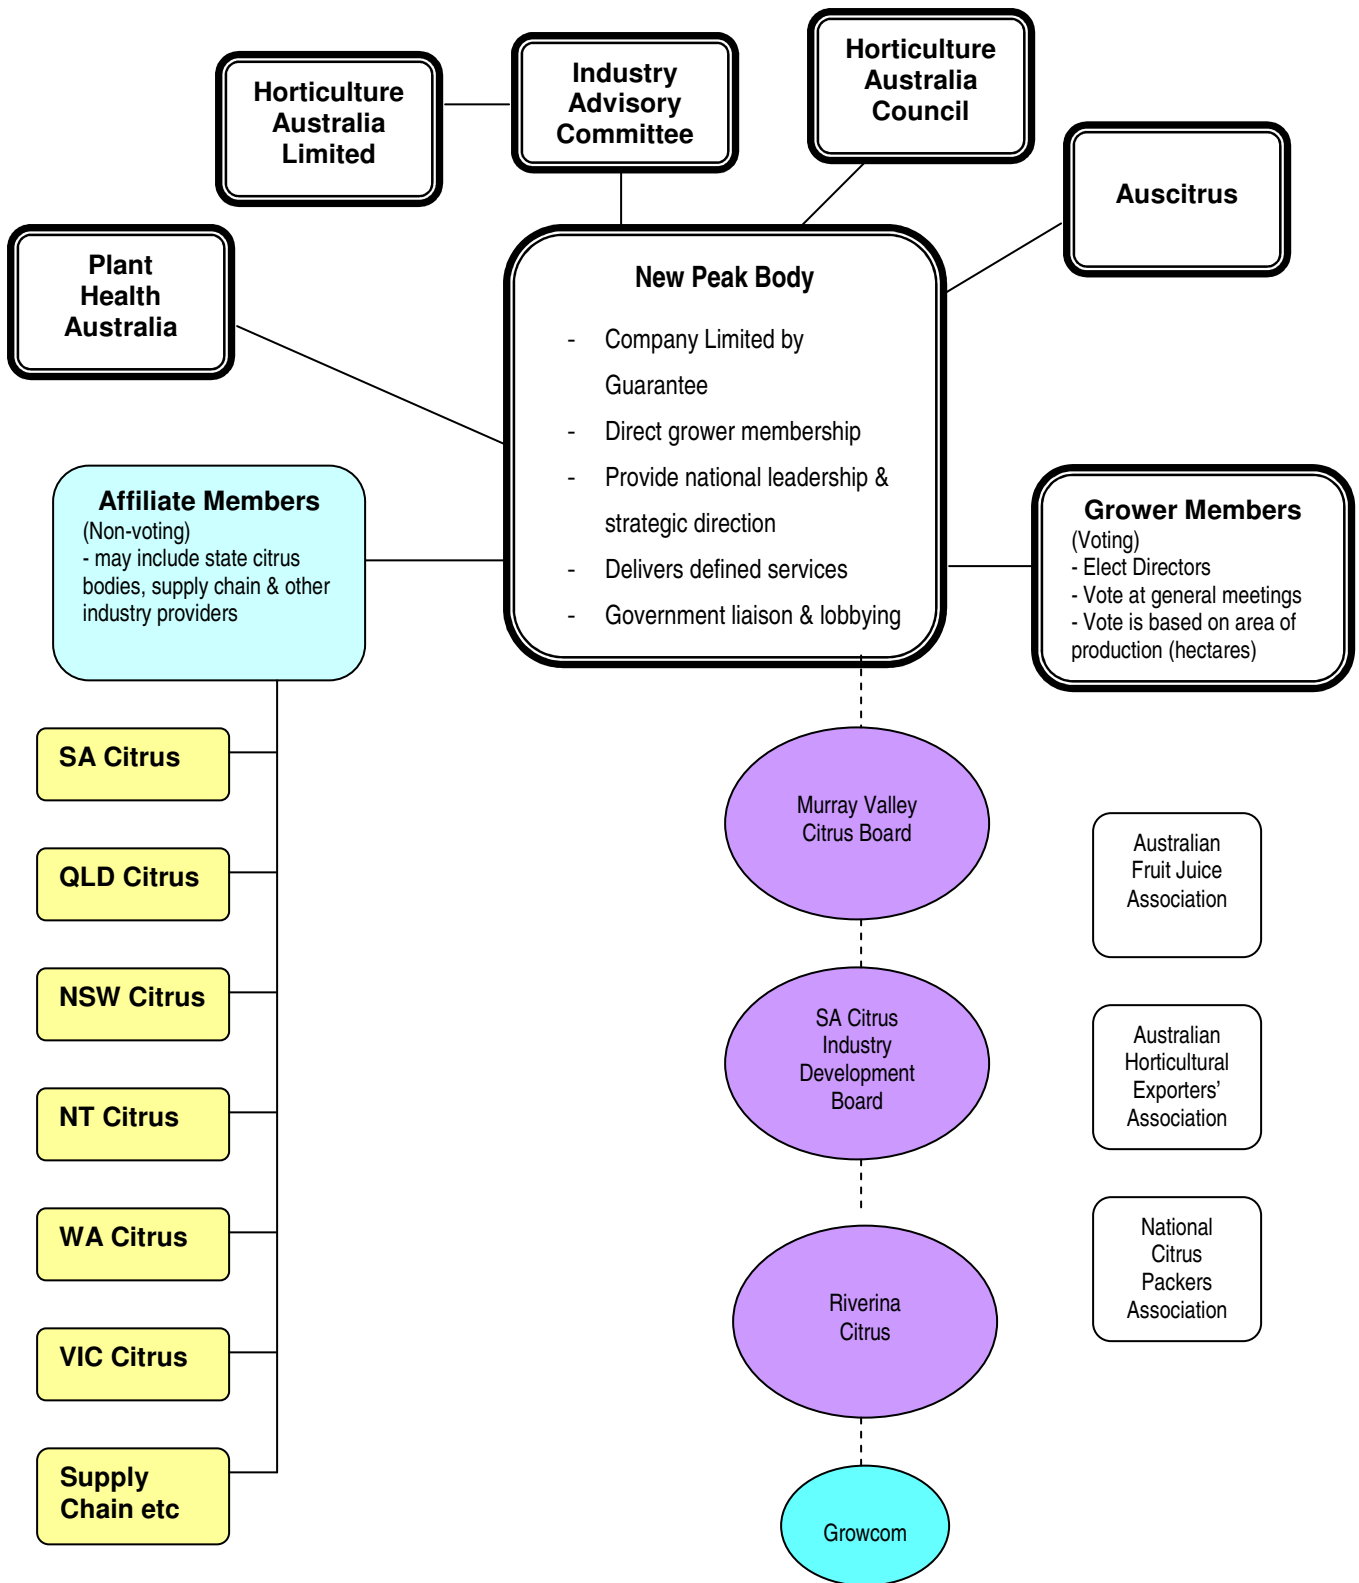 Horticulture
Australia
Limited
Industry
Advisory
Committee
Horticulture
Australia
Council
Auscitrus
Plant
Health
Australia
New Peak Body
- Company Limited by
Guarantee
- Direct grower membership
- Provide national leadership &
strategic direction
- Delivers defined services
- Government liaison & lobbying
Affiliate Members
(Non-voting)
- may include state citrus
bodies, supply chain & other
industry providers
Grower Members
(Voting)
- Elect Directors
- Vote at general meetings
- Vote is based on area of
production (hectares)
SA Citrus
QLD Citrus
NSW Citrus
NT Citrus
WA Citrus
VIC Citrus
Supply
Chain etc
Murray Valley
Citrus Board
SA Citrus
Industry
Development
Board
Riverina
Citrus
Growcom
Australian
Fruit Juice
Association
Australian
Horticultural
Exporters’
Association
National
Citrus
Packers
Association